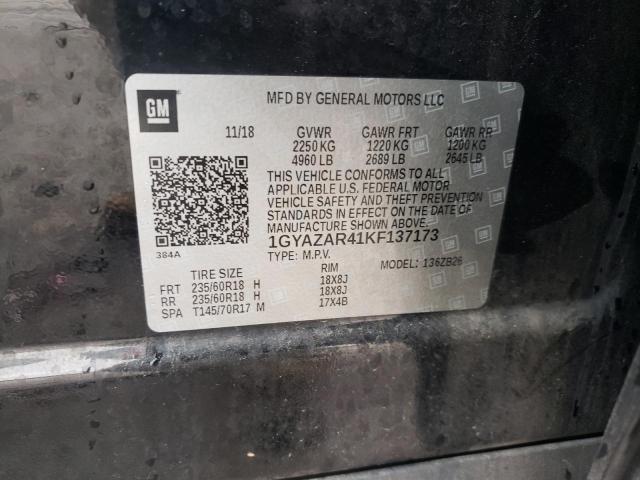 GM
MFD BY GENERAL MOTORS LLC
11/18 GVWR GAWR FRT GAWR RR
2250 KG 1220 KG 1200 KG
4960 LB 2689 LB 2645 LB
THIS VEHICLE CONFORMS TO ALL
APPLICABLE U.S. FEDERAL MOTOR
VEHICLE SAFETY AND THEFT PREVENTION
STANDARDS IN EFFECT ON THE DATE OF
MANUFACTURE SHOWN ABOVE.
1GYAZAR41KF137173
384A
TYPE: M.P.V. MODEL: 136ZB26
TIRE SIZE RIM
FRT 235/60R18 H 18X8J
RR 235/60R18 H 18X8J
SPA T145/70R17 M 17X4B